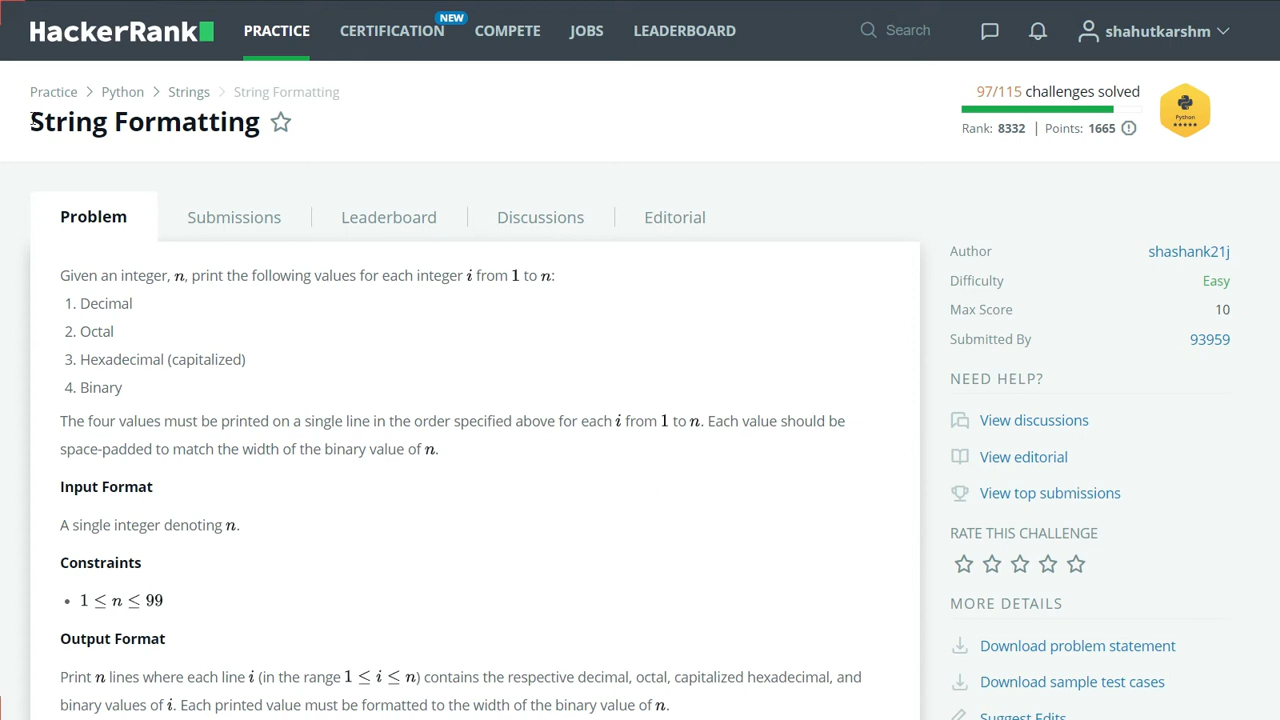 HackerRank PRACTICE CERTIFICATION NEW COMPETE JOBS LEADERBOARD Search shahutkarshm
Practice > Python > Strings > String Formatting
String Formatting
97/115 challenges solved
Rank: 8332 | Points: 1665
Python
Problem Submissions Leaderboard Discussions Editorial
Given an integer, n, print the following values for each integer i from 1 to n:
1. Decimal
2. Octal
3. Hexadecimal (capitalized)
4. Binary
The four values must be printed on a single line in the order specified above for each i from 1 to n. Each value should be
space-padded to match the width of the binary value of n.
Input Format
A single integer denoting n.
Constraints
• 1 ≤ n ≤ 99
Output Format
Print n lines where each line i (in the range 1 ≤ i ≤ n) contains the respective decimal, octal, capitalized hexadecimal, and
binary values of i. Each printed value must be formatted to the width of the binary value of n.
Author shashank21j
Difficulty Easy
Max Score 10
Submitted By 93959
NEED HELP?
View discussions
View editorial
View top submissions
RATE THIS CHALLENGE
MORE DETAILS
Download problem statement
Download sample test cases
Suggest Edits